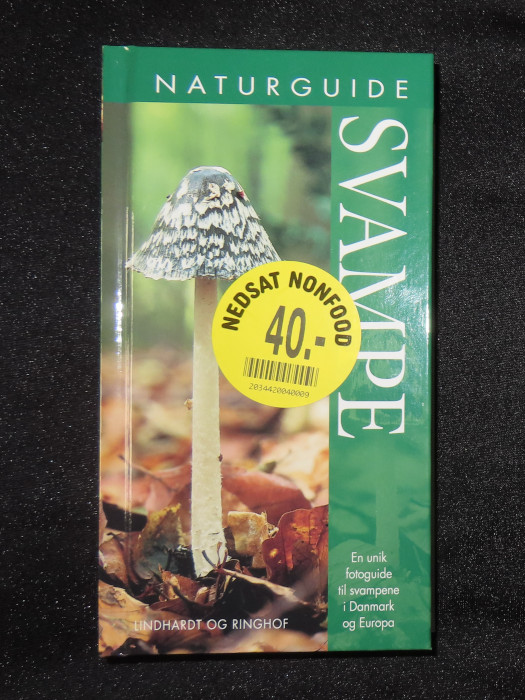 NATURGUIDE
SVAMPE
NEDSAT NONFOOD
40.-
2034420040009
En unik
fotoguide
til svampene
i Danmark
og Europa
LINDHARDT OG RINGHOF